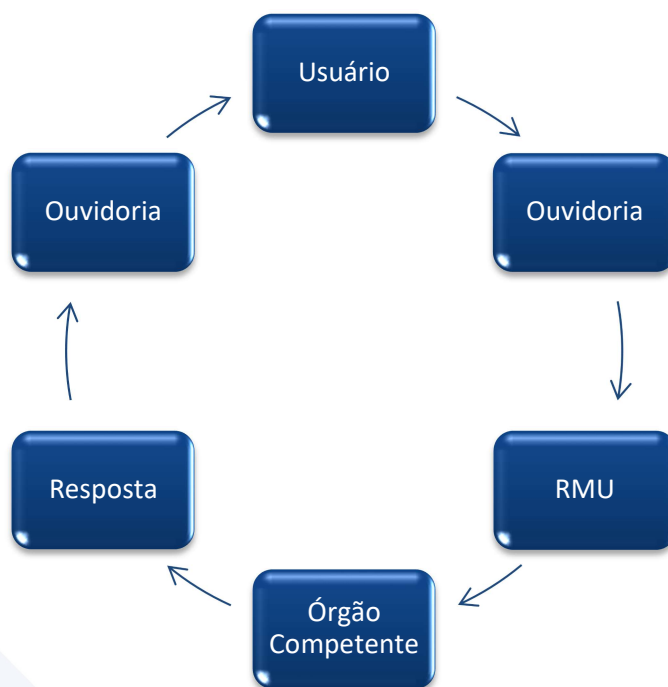 Usuário
Ouvidoria
RMU
Órgão
Competente
Resposta
Ouvidoria